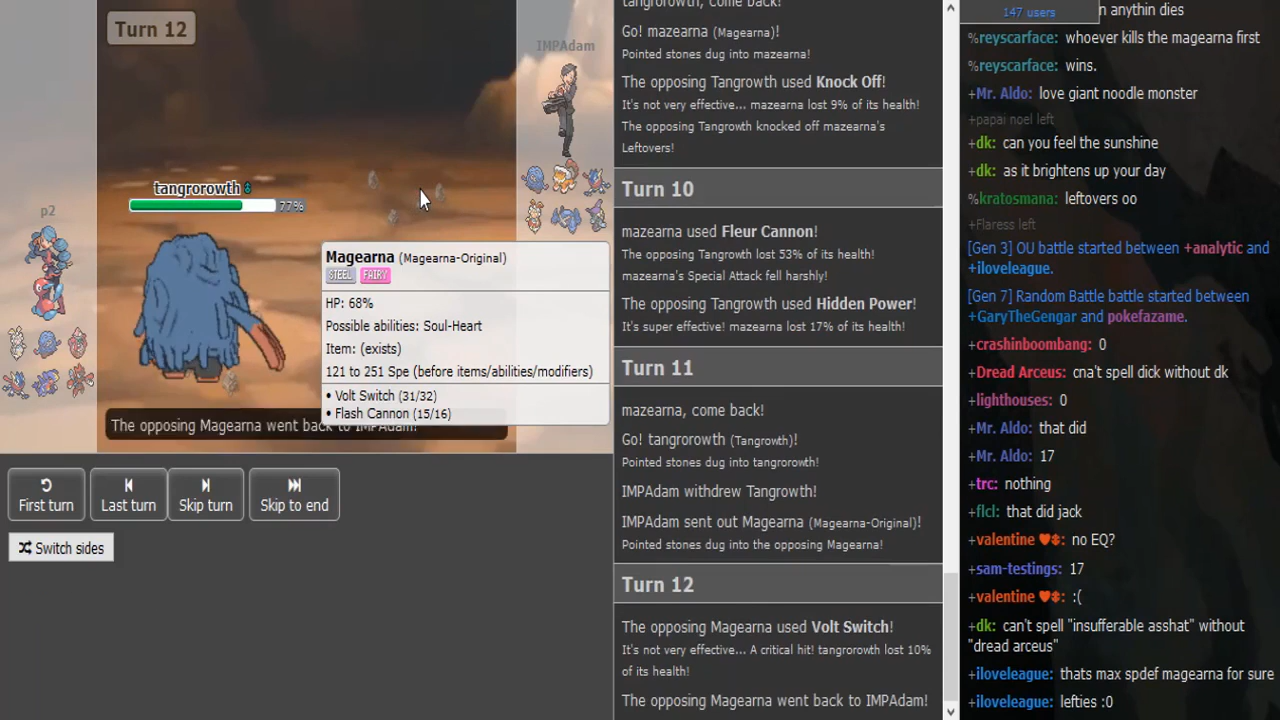 Turn 12
IMPAdam
tangrorowth
77%
p2
Magearna (Magearna-Original)
STEEL FAIRY
HP: 68%
Possible abilities: Soul-Heart
Item: (exists)
121 to 251 Spe (before items/abilities/modifiers)
• Volt Switch (31/32)
• Flash Cannon (15/16)
The opposing Magearna went back to IMPAdam!
First turn
Last turn
Skip turn
Skip to end
Switch sides
tangrorowth, come back!
Go! mazearna (Magearna)!
Pointed stones dug into mazearna!
The opposing Tangrowth used Knock Off!
It's not very effective... mazearna lost 9% of its health!
The opposing Tangrowth knocked off mazearna's
Leftovers!
Turn 10
mazearna used Fleur Cannon!
The opposing Tangrowth lost 53% of its health!
mazearna's Special Attack fell harshly!
The opposing Tangrowth used Hidden Power!
It's super effective! mazearna lost 17% of its health!
Turn 11
mazearna, come back!
Go! tangrorowth (Tangrowth)!
Pointed stones dug into tangrorowth!
IMPAdam withdrew Tangrowth!
IMPAdam sent out Magearna (Magearna-Original)!
Pointed stones dug into the opposing Magearna!
Turn 12
The opposing Magearna used Volt Switch!
It's not very effective... A critical hit! tangrorowth lost 10%
of its health!
The opposing Magearna went back to IMPAdam!
147 users
n anythin dies
%reyscarface: whoever kills the magearna first
%reyscarface: wins.
+Mr. Aldo: love giant noodle monster
+papai noel left
+dk: can you feel the sunshine
+dk: as it brightens up your day
%kratosmana: leftovers oo
+Flaress left
[Gen 3] OU battle started between +analytic and
+iloveleague.
[Gen 7] Random Battle battle started between
+GaryTheGengar and pokefazame.
+crashinboombang: 0
+Dread Arceus: cna't spell dick without dk
+lighthouses: 0
+Mr. Aldo: that did
+Mr. Aldo: 17
+trc: nothing
+flcl: that did jack
+valentine ♥♣: no EQ?
+sam-testings: 17
+valentine ♥♣: :(
+dk: can't spell "insufferable asshat" without
"dread arceus"
+iloveleague: thats max spdef magearna for sure
+iloveleague: lefties :0